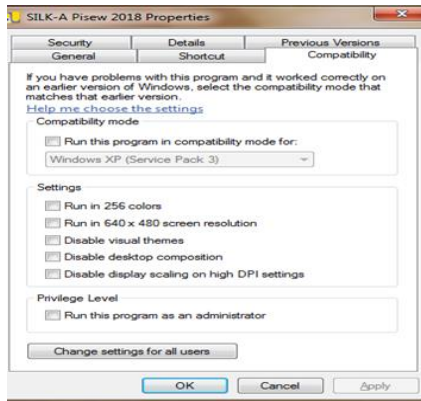 SILK-A Pisew 2018 Properties
Security Details Previous Versions
General Shortcut Compatibility
If you have problems with this program and it worked correctly on
an earlier version of Windows, select the compatibility mode that
matches that earlier version.
Help me choose the settings
Compatibility mode
Run this program in compatibility mode for:
Windows XP (Service Pack 3)
Settings
Run in 256 colors
Run in 640 x 480 screen resolution
Disable visual themes
Disable desktop composition
Disable display scaling on high DPI settings
Privilege Level
Run this program as an administrator
Change settings for all users
OK Cancel Apply